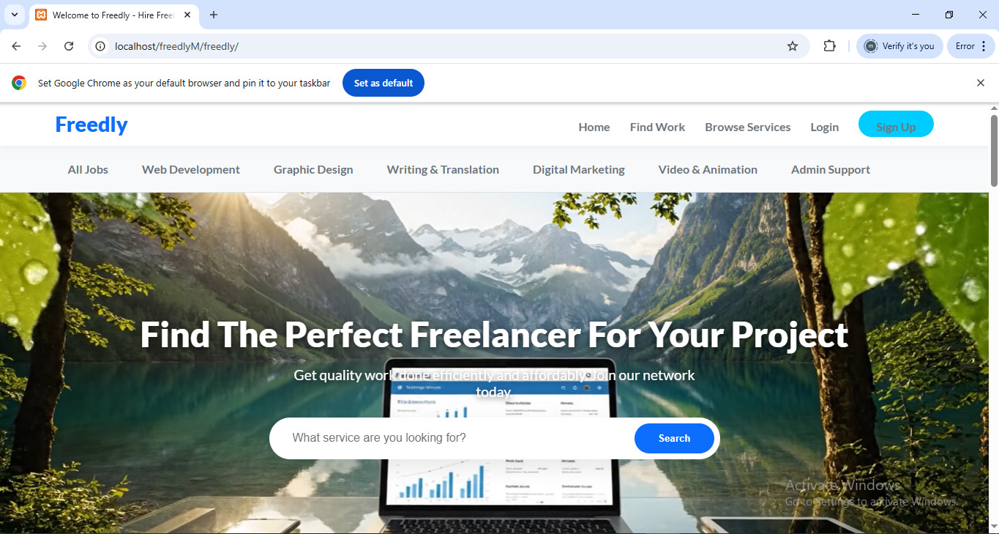 Welcome to Freedly - Hire Free
localhost/freedlyM/freedly/
Verify it's you
Error
Set Google Chrome as your default browser and pin it to your taskbar
Set as default
Freedly
Home
Find Work
Browse Services
Login
Sign Up
All Jobs
Web Development
Graphic Design
Writing & Translation
Digital Marketing
Video & Animation
Admin Support
Find The Perfect Freelancer For Your Project
Get quality work done efficiently and affordably. Join our network
today
What service are you looking for?
Search
Activate Windows
Go to Settings to activate Windows.